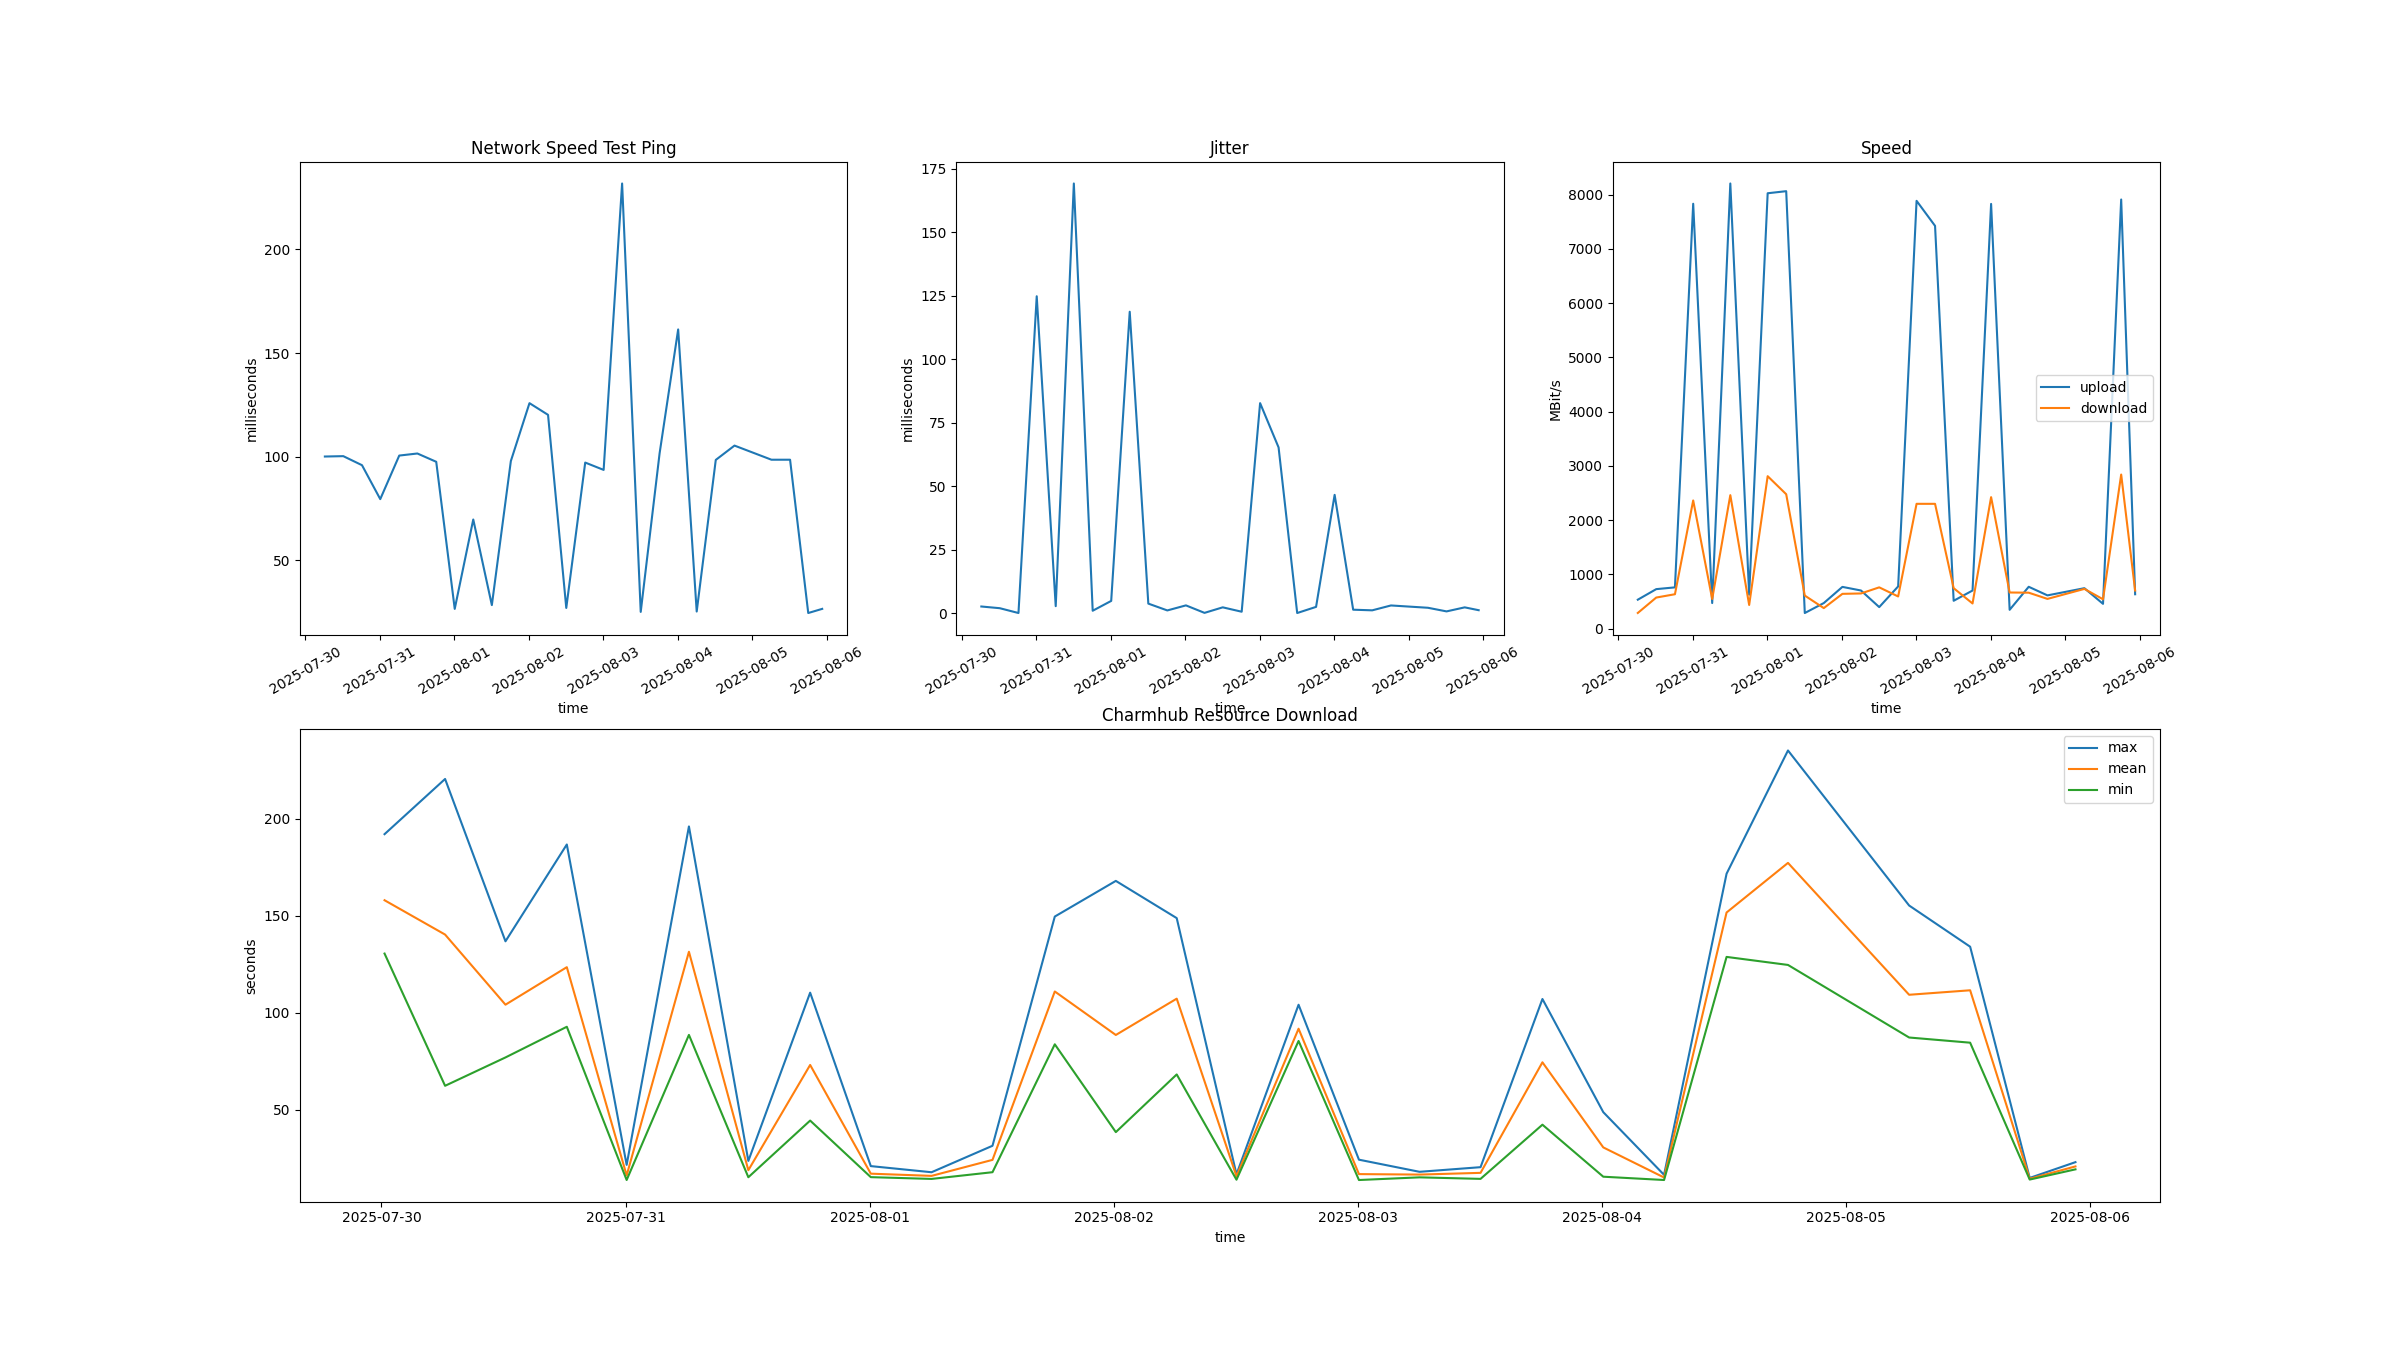 Network Speed Test Ping
milliseconds
200
150
100
50
2025-07-30 2025-07-31 2025-08-01 2025-08-02 2025-08-03 2025-08-04 2025-08-05 2025-08-06
time
Jitter
milliseconds
175
150
125
100
75
50
25
0
2025-07-30 2025-07-31 2025-08-01 2025-08-02 2025-08-03 2025-08-04 2025-08-05 2025-08-06
time
Speed
MBit/s
8000
7000
6000
5000
4000
3000
2000
1000
0
upload
download
2025-07-30 2025-07-31 2025-08-01 2025-08-02 2025-08-03 2025-08-04 2025-08-05 2025-08-06
time
Charmhub Resource Download
seconds
200
150
100
50
max
mean
min
2025-07-30 2025-07-31 2025-08-01 2025-08-02 2025-08-03 2025-08-04 2025-08-05 2025-08-06
time